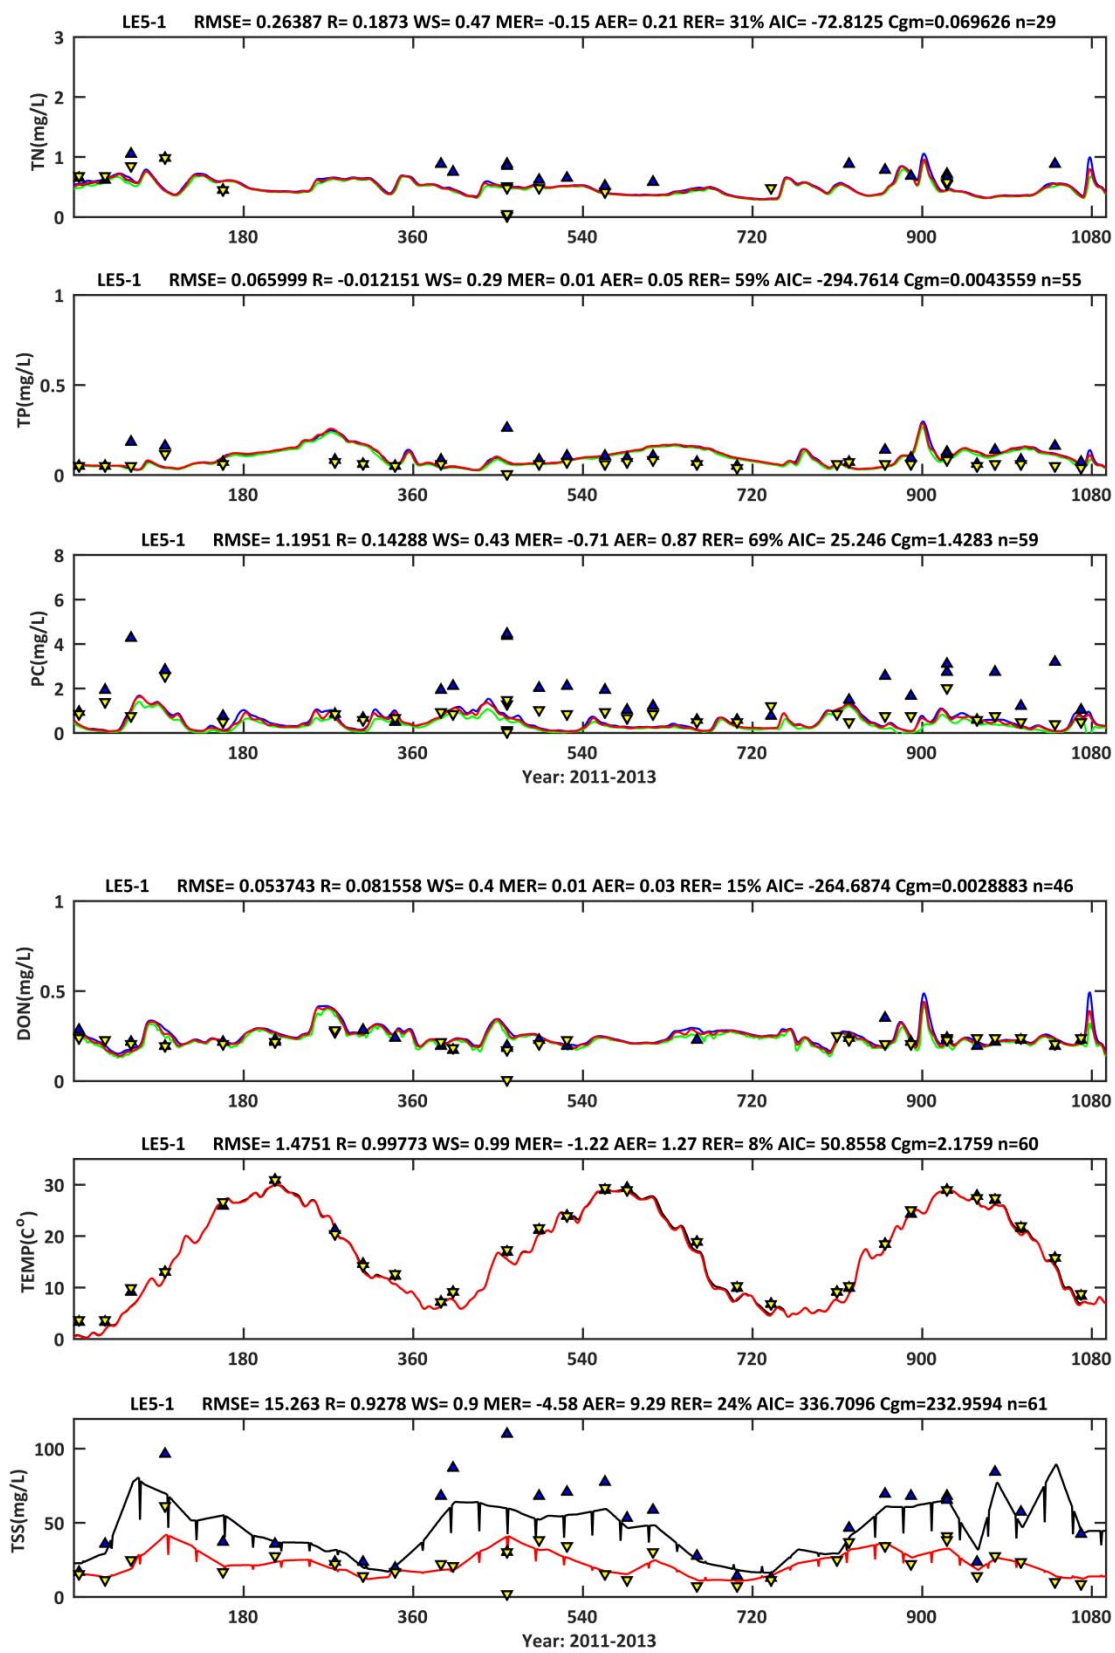 LE5-1 RMSE= 0.26387 R= 0.1873 WS= 0.47 MER= -0.15 AER= 0.21 RER= 31% AIC= -72.8125 Cgm=0.069626 n=29
3
2
1
0
TN(mg/L)
180 360 540 720 900 1080
LE5-1 RMSE= 0.065999 R= -0.012151 WS= 0.29 MER= 0.01 AER= 0.05 RER= 59% AIC= -294.7614 Cgm=0.0043559 n=55
1
0.5
0
TP(mg/L)
180 360 540 720 900 1080
LE5-1 RMSE= 1.1951 R= 0.14288 WS= 0.43 MER= -0.71 AER= 0.87 RER= 69% AIC= 25.246 Cgm=1.4283 n=59
8
6
4
2
0
PC(mg/L)
180 360 540 720 900 1080
Year: 2011-2013
LE5-1 RMSE= 0.053743 R= 0.081558 WS= 0.4 MER= 0.01 AER= 0.03 RER= 15% AIC= -264.6874 Cgm=0.0028883 n=46
1
0.5
0
DON(mg/L)
180 360 540 720 900 1080
LE5-1 RMSE= 1.4751 R= 0.99773 WS= 0.99 MER= -1.22 AER= 1.27 RER= 8% AIC= 50.8558 Cgm=2.1759 n=60
30
20
10
0
TEMP(C°)
180 360 540 720 900 1080
LE5-1 RMSE= 15.263 R= 0.9278 WS= 0.9 MER= -4.58 AER= 9.29 RER= 24% AIC= 336.7096 Cgm=232.9594 n=61
100
50
0
TSS(mg/L)
180 360 540 720 900 1080
Year: 2011-2013